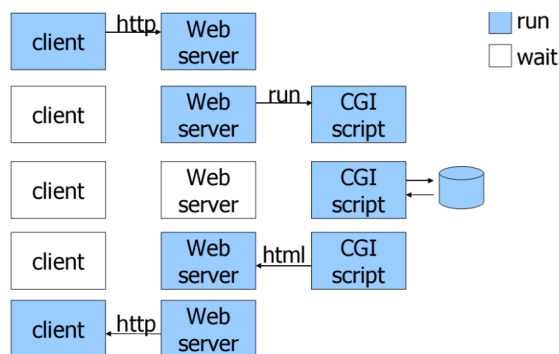 client
http
Web
server
run
wait
client
Web
server
run
CGI
script
client
Web
server
CGI
script
client
Web
server
html
CGI
script
client
http
Web
server